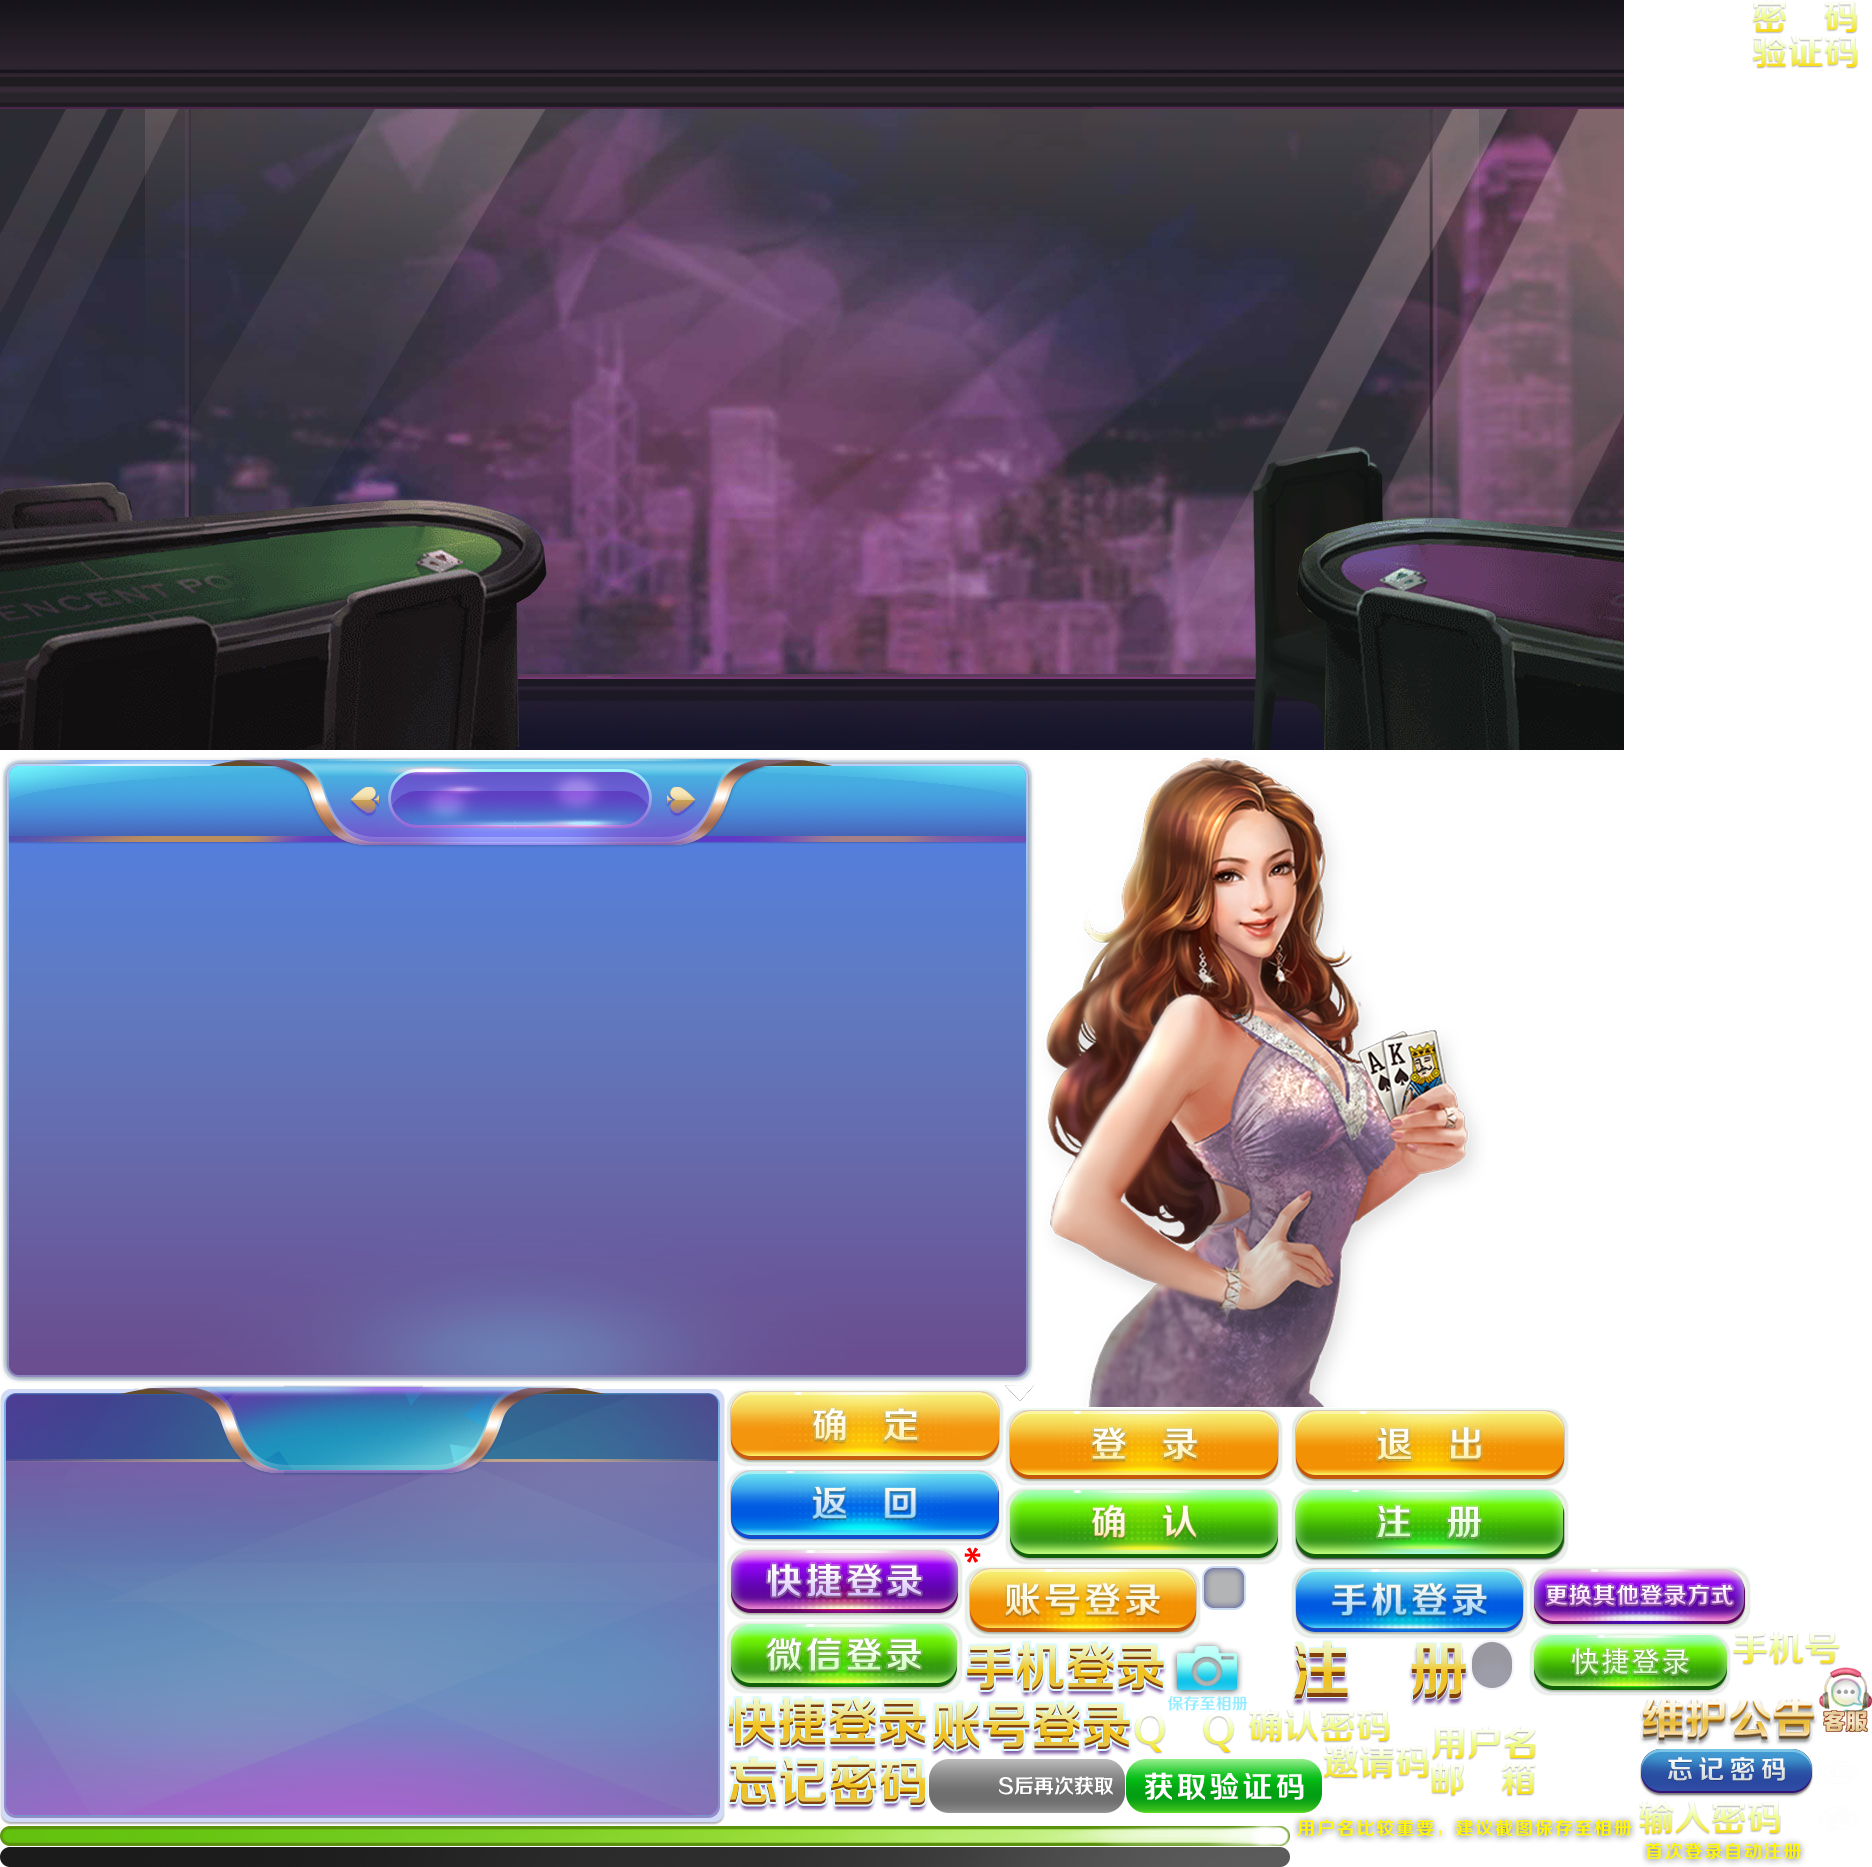 密 码
验证码
ENCENT PO
A K
确 定
登 录
退 出
返 回
确 认
注 册
快捷登录
*
账号登录
手机登录
更换其他登录方式
微信登录
手机登录
保存至相册
注 册
快捷登录
手机号
快捷登录
账号登录
Q Q
确认密码
用户名
维护公告
客服
忘记密码
S后再次获取
获取验证码
邀请码
邮 箱
忘记密码
用户名比较重要，建议截图保存至相册
输入密码
首次登录自动注册